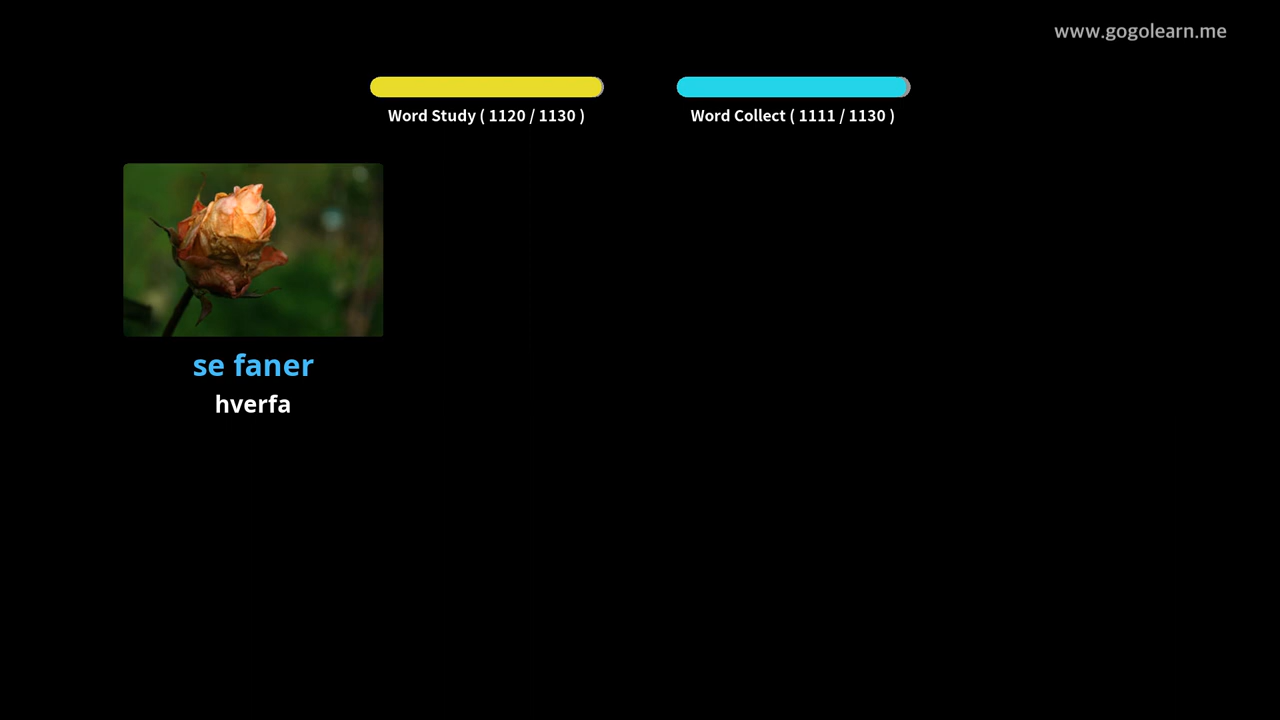 www.gogolearn.me
Word Study ( 1120 / 1130 )
Word Collect ( 1111 / 1130 )
se faner
hverfa